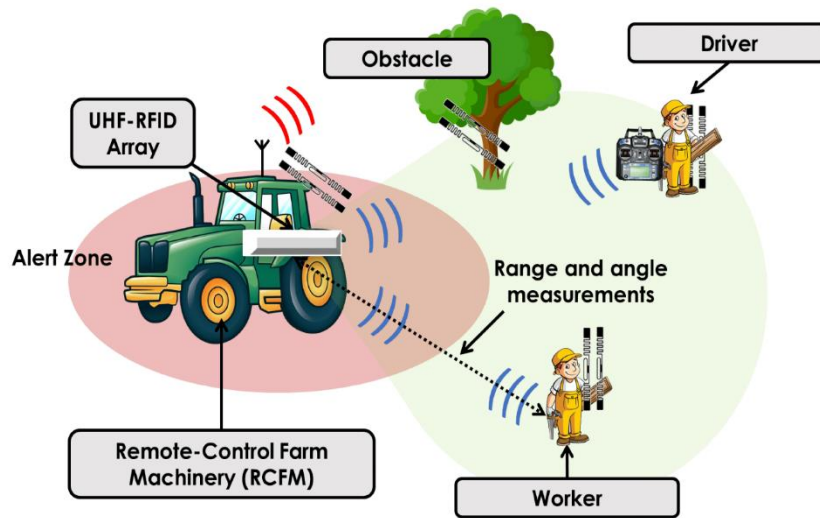 Driver
Obstacle
UHF-RFID
Array
Alert Zone
Range and angle
measurements
Remote-Control Farm
Machinery (RCFM)
Worker